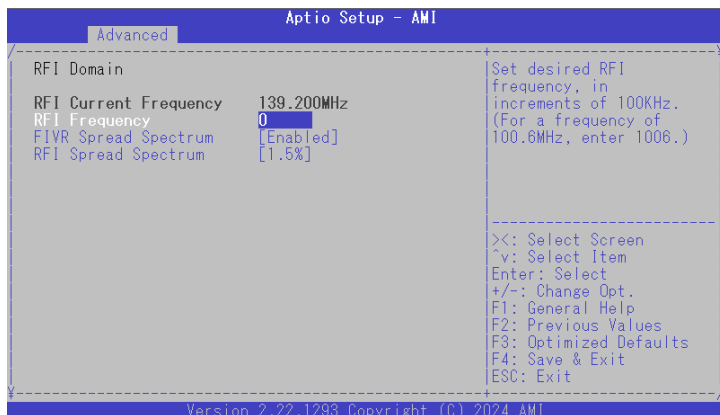 Aptio Setup - AMI
Advanced
RFI Domain
RFI Current Frequency 139.200MHz
RFI Frequency 0
FIVR Spread Spectrum [Enabled]
RFI Spread Spectrum [1.5%]
Set desired RFI
frequency, in
increments of 100KHz.
(For a frequency of
100.6MHz, enter 1006.)
><: Select Screen
^v: Select Item
Enter: Select
+/-: Change Opt.
F1: General Help
F2: Previous Values
F3: Optimized Defaults
F4: Save & Exit
ESC: Exit
Version 2.22.1293 Copyright (C) 2024 AMI